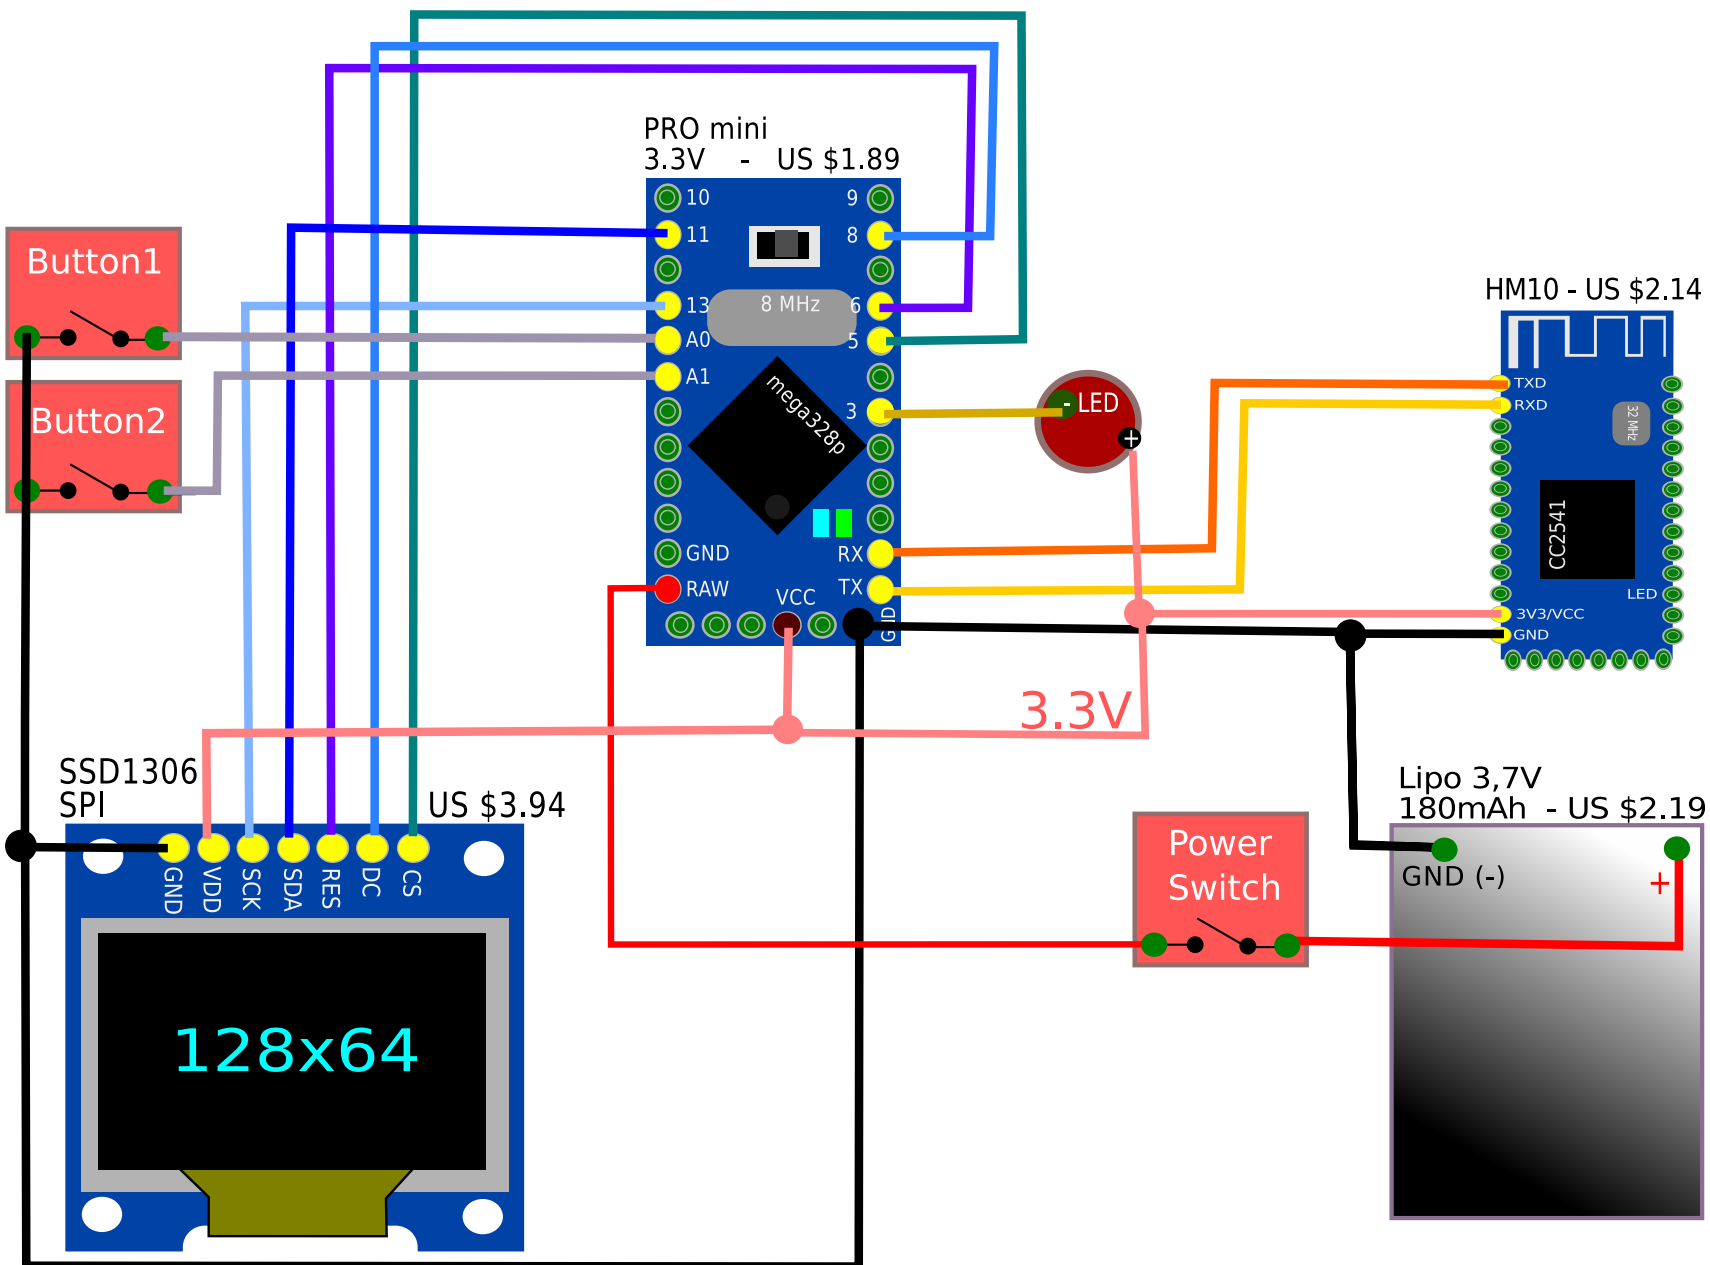 PRO mini
3.3V - US $1.89
10
9
11
8
13
8 MHz
6
A0
5
A1
mega328p
3
GND
RX
RAW
TX
VCC
GND
Button1
Button2
- LED
+
HM10 - US $2.14
TXD
RXD
32 MHz
CC2541
LED
3V3/VCC
GND
3.3V
SSD1306
SPI
US $3.94
GND
VDD
SCK
SDA
RES
DC
CS
128x64
Power
Switch
Lipo 3,7V
180mAh - US $2.19
GND (-)
+